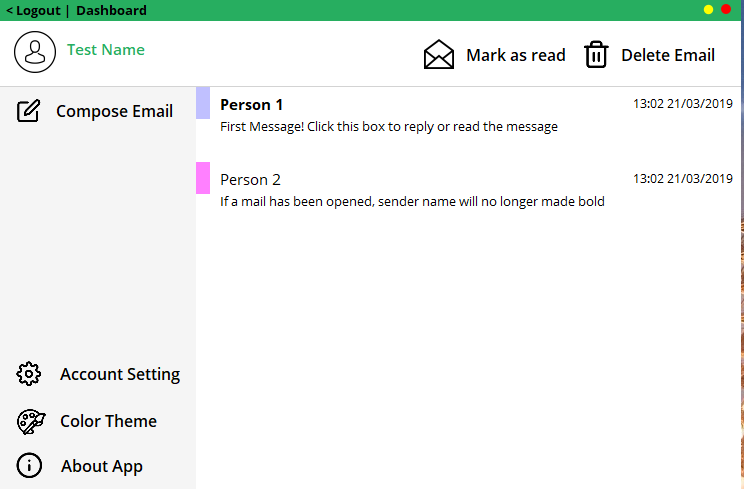 < Logout | Dashboard
Test Name
Mark as read
Delete Email
Compose Email
Person 1
13:02 21/03/2019
First Message! Click this box to reply or read the message
Person 2
13:02 21/03/2019
If a mail has been opened, sender name will no longer made bold
Account Setting
Color Theme
About App